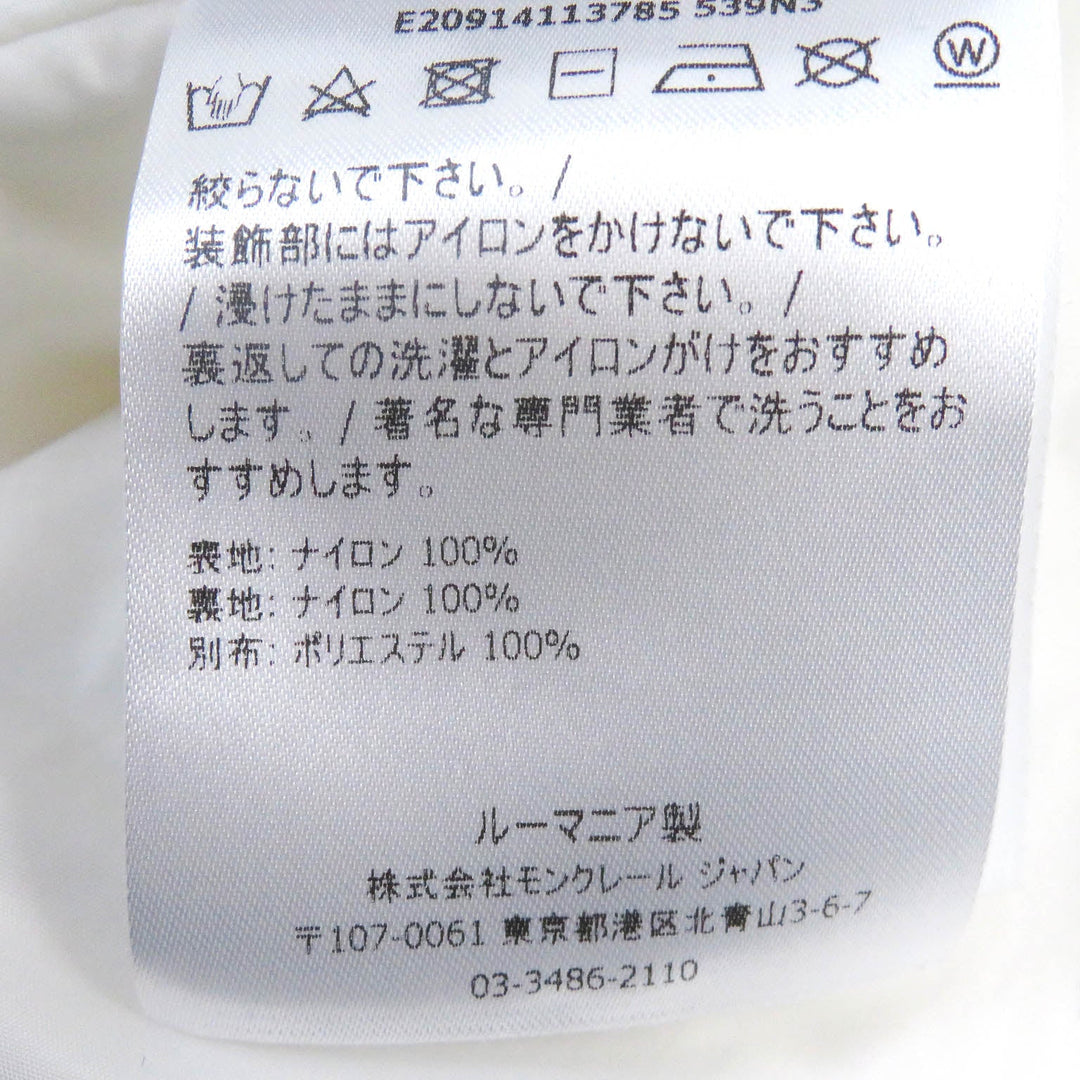 E20914113785 539N3
W
絞らないで下さい。/
装飾部にはアイロンをかけないで下さい。
/ 浸けたままにしないで下さい。/
裏返しての洗濯とアイロンがけをおすすめ
します。/ 著名な専門業者で洗うことをお
すすめします。
表地: ナイロン 100%
裏地: ナイロン 100%
別布: ポリエステル 100%
ルーマニア製
株式会社モンクレール ジャパン
〒107-0061 東京都港区北青山3-6-7
03-3486-2110